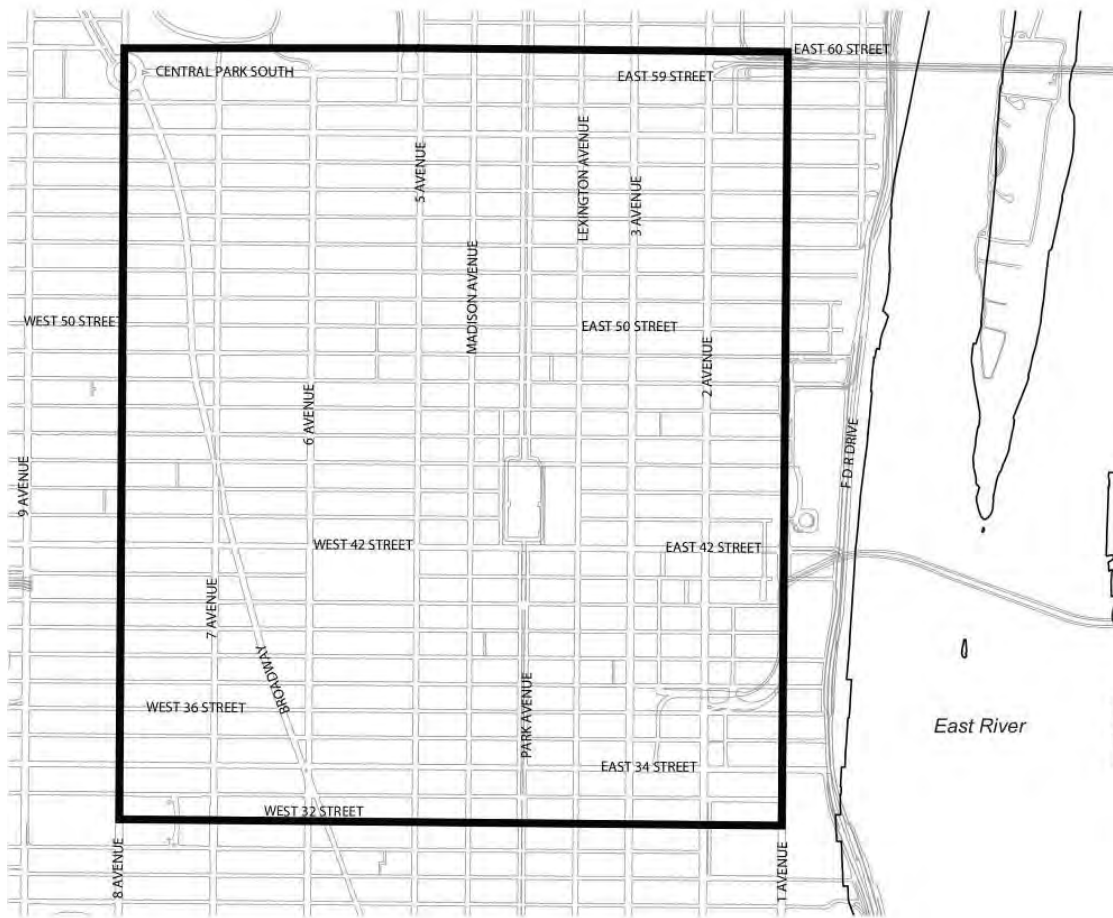 EAST 60 STREET
CENTRAL PARK SOUTH
EAST 59 STREET
5 AVENUE
LEXINGTON AVENUE
3 AVENUE
MADISON AVENUE
WEST 50 STREET
EAST 50 STREET
2 AVENUE
6 AVENUE
F D R DRIVE
9 AVENUE
WEST 42 STREET
EAST 42 STREET
7 AVENUE
BROADWAY
WEST 36 STREET
PARK AVENUE
East River
EAST 34 STREET
WEST 32 STREET
8 AVENUE
1 AVENUE